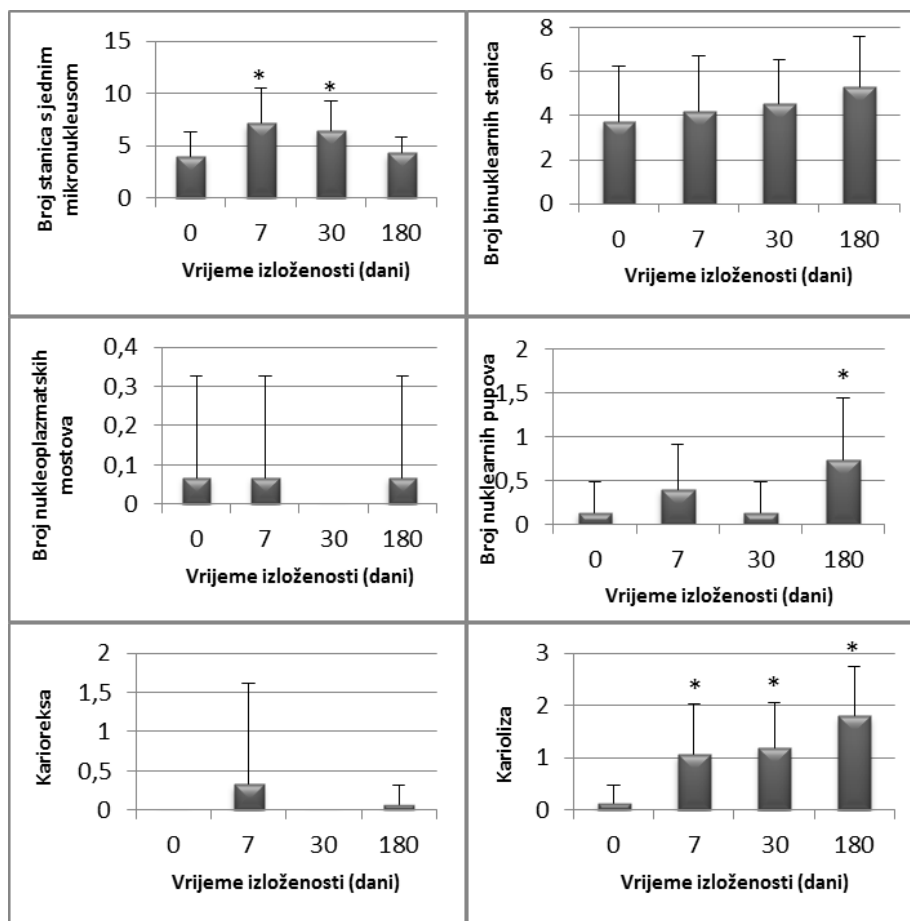 Broj stanica s jednim
mikronukleusom
15
10
5
0
*
*
0 7 30 180
Vrijeme izloženosti (dani)
Broj binuklearnih stanica
8
6
4
2
0
0 7 30 180
Vrijeme izloženosti (dani)
Broj nukleoplazmatskih
mostova
0,4
0,3
0,2
0,1
0
0 7 30 180
Vrijeme izloženosti (dani)
Broj nuklearnih pupova
2
1,5
1
0,5
0
*
0 7 30 180
Vrijeme izloženosti (dani)
Karioreksa
2
1,5
1
0,5
0
0 7 30 180
Vrijeme izloženosti (dani)
Karioliza
3
2
1
0
*
*
*
0 7 30 180
Vrijeme izloženosti (dani)